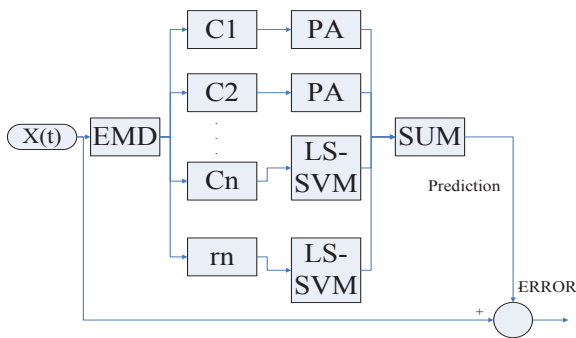 C1
PA
C2
PA
.
.
.
X(t)
EMD
LS-
SVM
SUM
Cn
Prediction
rn
LS-
SVM
-
ERROR
+